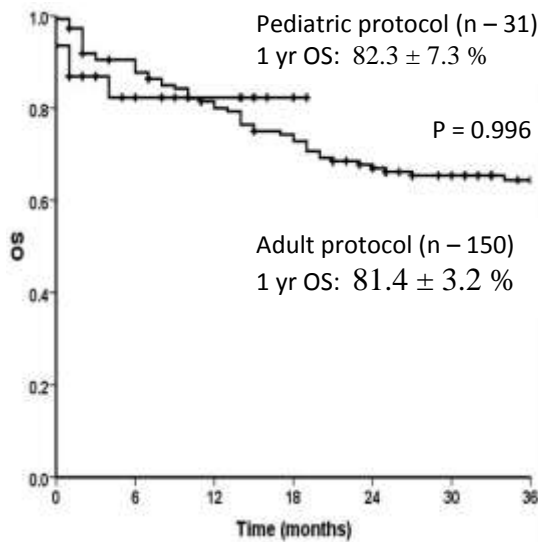 Pediatric protocol (n – 31)
1 yr OS: 82.3 ± 7.3 %
P = 0.996
Adult protocol (n – 150)
1 yr OS: 81.4 ± 3.2 %
OS
1.0
0.8
0.6
0.4
0.2
0.0
0 6 12 18 24 30 36
Time (months)